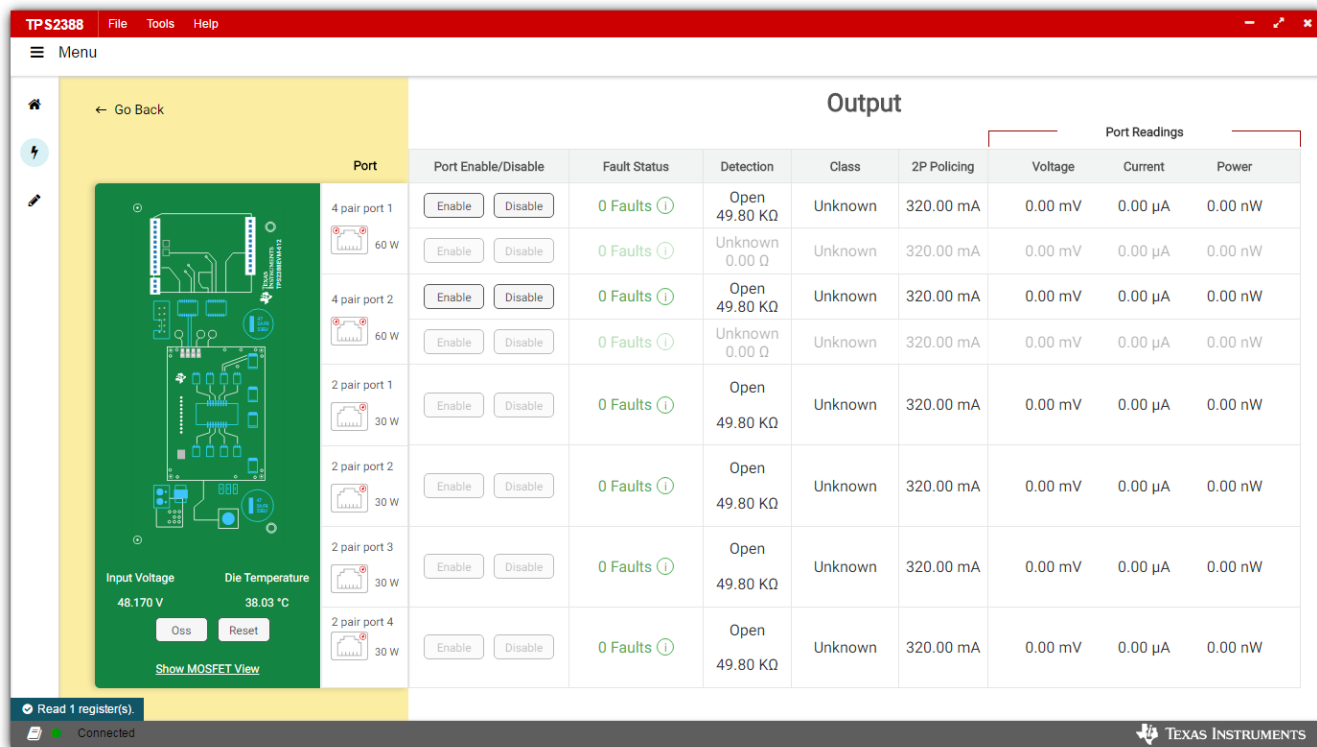 TPS2388 File Tools Help
Menu
Go Back
Output
Port Readings
Port Port Enable/Disable Fault Status Detection Class 2P Policing Voltage Current Power
4 pair port 1
60 W
Enable Disable 0 Faults Open 49.80 KΩ Unknown 320.00 mA 0.00 mV 0.00 µA 0.00 nW
Enable Disable 0 Faults Unknown 0.00 Ω Unknown 320.00 mA 0.00 mV 0.00 µA 0.00 nW
4 pair port 2
60 W
Enable Disable 0 Faults Open 49.80 KΩ Unknown 320.00 mA 0.00 mV 0.00 µA 0.00 nW
Enable Disable 0 Faults Unknown 0.00 Ω Unknown 320.00 mA 0.00 mV 0.00 µA 0.00 nW
2 pair port 1
30 W
Enable Disable 0 Faults Open 49.80 KΩ Unknown 320.00 mA 0.00 mV 0.00 µA 0.00 nW
2 pair port 2
30 W
Enable Disable 0 Faults Open 49.80 KΩ Unknown 320.00 mA 0.00 mV 0.00 µA 0.00 nW
2 pair port 3
30 W
Enable Disable 0 Faults Open 49.80 KΩ Unknown 320.00 mA 0.00 mV 0.00 µA 0.00 nW
2 pair port 4
30 W
Enable Disable 0 Faults Open 49.80 KΩ Unknown 320.00 mA 0.00 mV 0.00 µA 0.00 nW
TEXAS INSTRUMENTS
Input Voltage Die Temperature
48.170 V 38.03 °C
Oss Reset
Show MOSFET View
Read 1 register(s).
Connected
TEXAS INSTRUMENTS